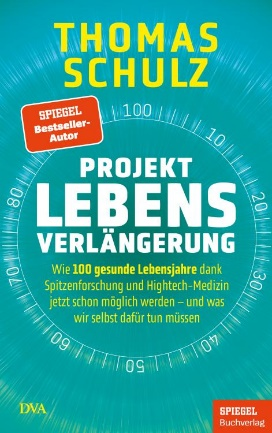 THOMAS
SCHULZ
SPIEGEL
Bestseller-
Autor
100
10
20
30
40
50
60
70
80
PROJEKT
LEBENS
VERLÄNGERUNG
Wie 100 gesunde Lebensjahre dank
Spitzenforschung und Hightech-Medizin
jetzt schon möglich werden – und was
wir selbst dafür tun müssen
DVA
SPIEGEL
Buchverlag